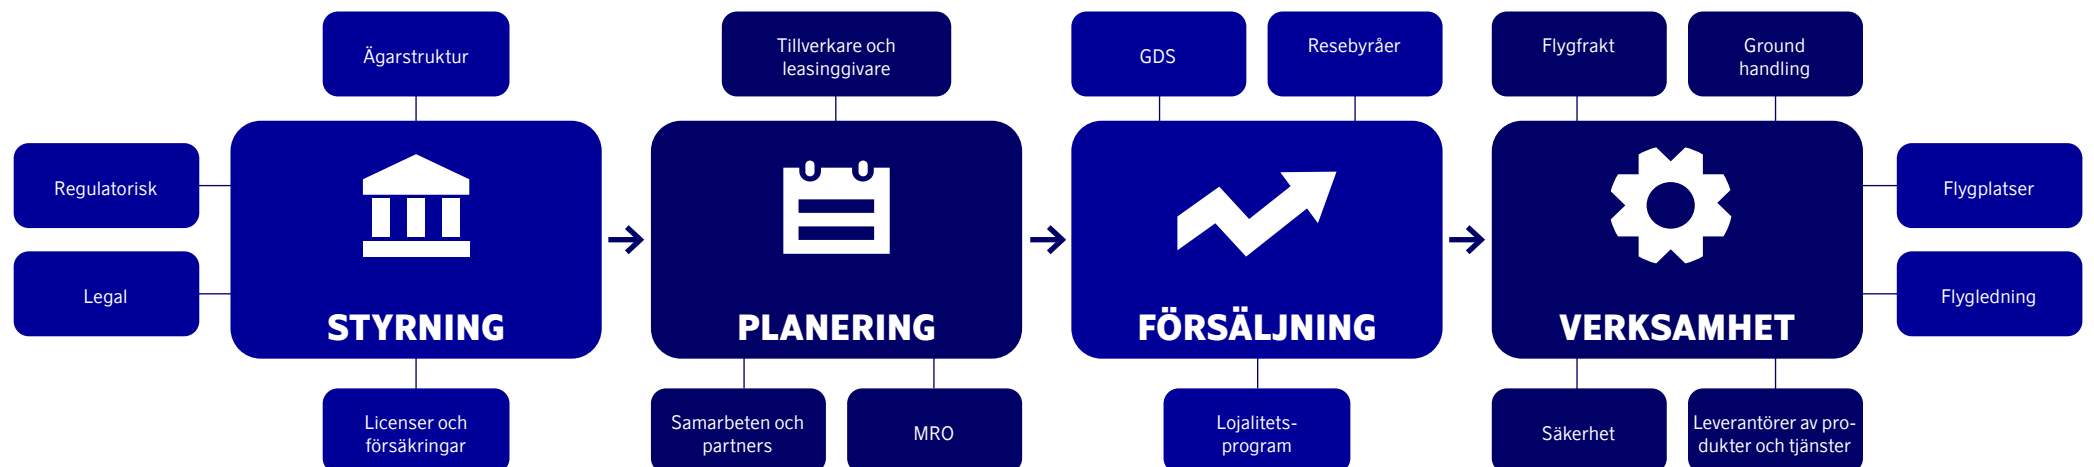 Ägarstruktur
Regulatorisk
Legal
STYRNING
Licenser och
försäkringar
Tillverkare och
leasinggivare
PLANERING
Samarbeten och
partners
MRO
GDS
Resebyråer
FÖRSÄLJNING
Lojalitets-
program
Flygfrakt
Ground
handling
VERKSAMHET
Flygplatser
Flygledning
Säkerhet
Leverantörer av pro-
dukter och tjänster